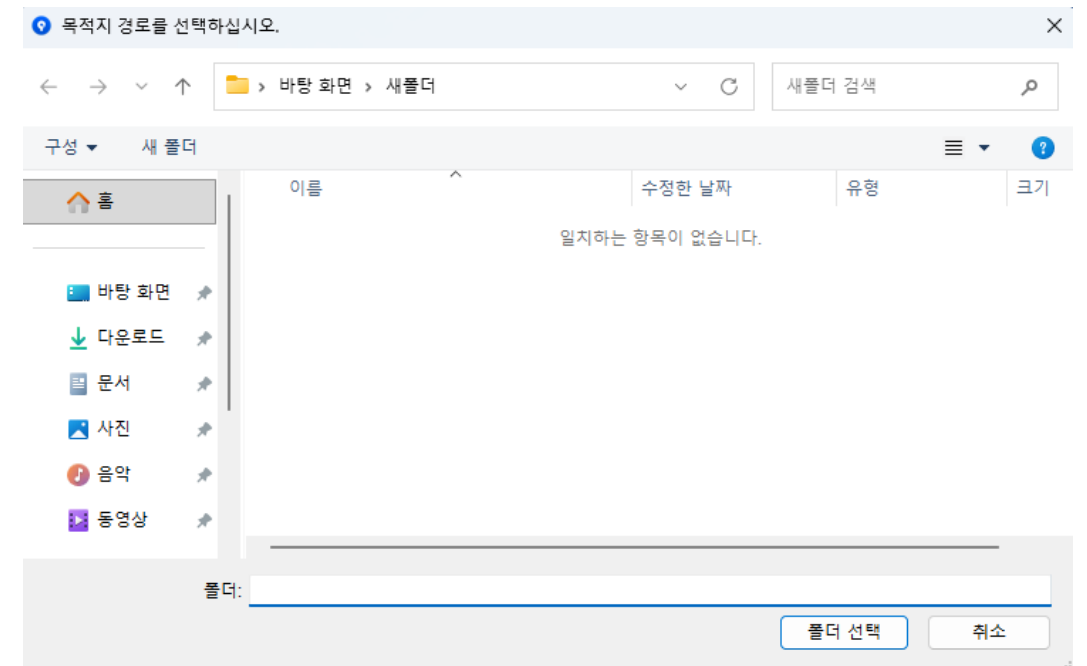 목적지 경로를 선택하십시오.
바탕 화면 > 새폴더
새폴더 검색
구성
새 폴더
이름
수정한 날짜
유형
크기
일치하는 항목이 없습니다.
홈
바탕 화면
다운로드
문서
사진
음악
동영상
폴더:
폴더 선택
취소